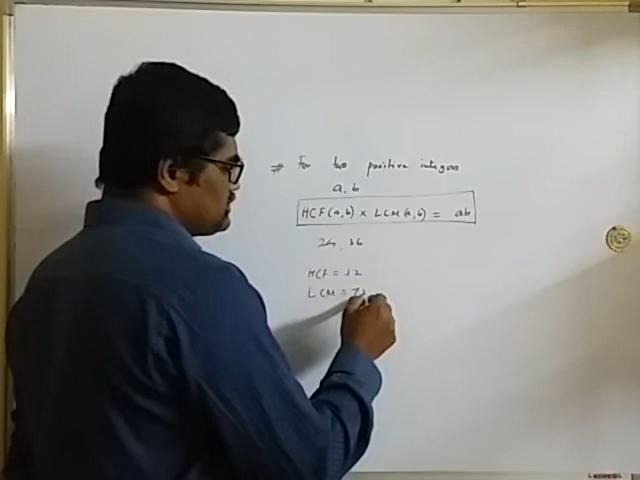 # For two positive integers
a, b
HCF(a,b) × LCM(a,b) = ab
24, 36
HCF = 12
LCM = 72